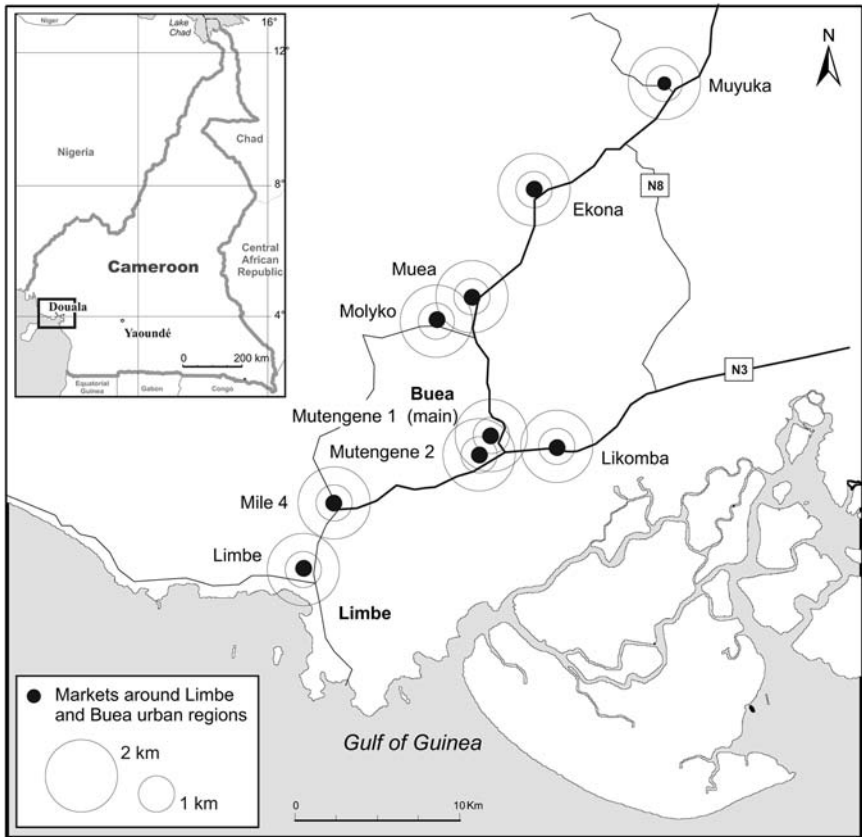 Niger
Lake
Chad
16°
12°
Nigeria
Chad
8°
Central
African
Republic
Cameroon
Douala
4°
Yaoundé
0 200 km
Equatorial
Guinea
Gabon
Congo
N
Muyuka
N8
Ekona
Muea
Molyko
N3
Buea
Mutengene 1 (main)
Mutengene 2
Likomba
Mile 4
Limbe
Limbe
Markets around Limbe
and Buea urban regions
2 km
1 km
Gulf of Guinea
0 10 Km